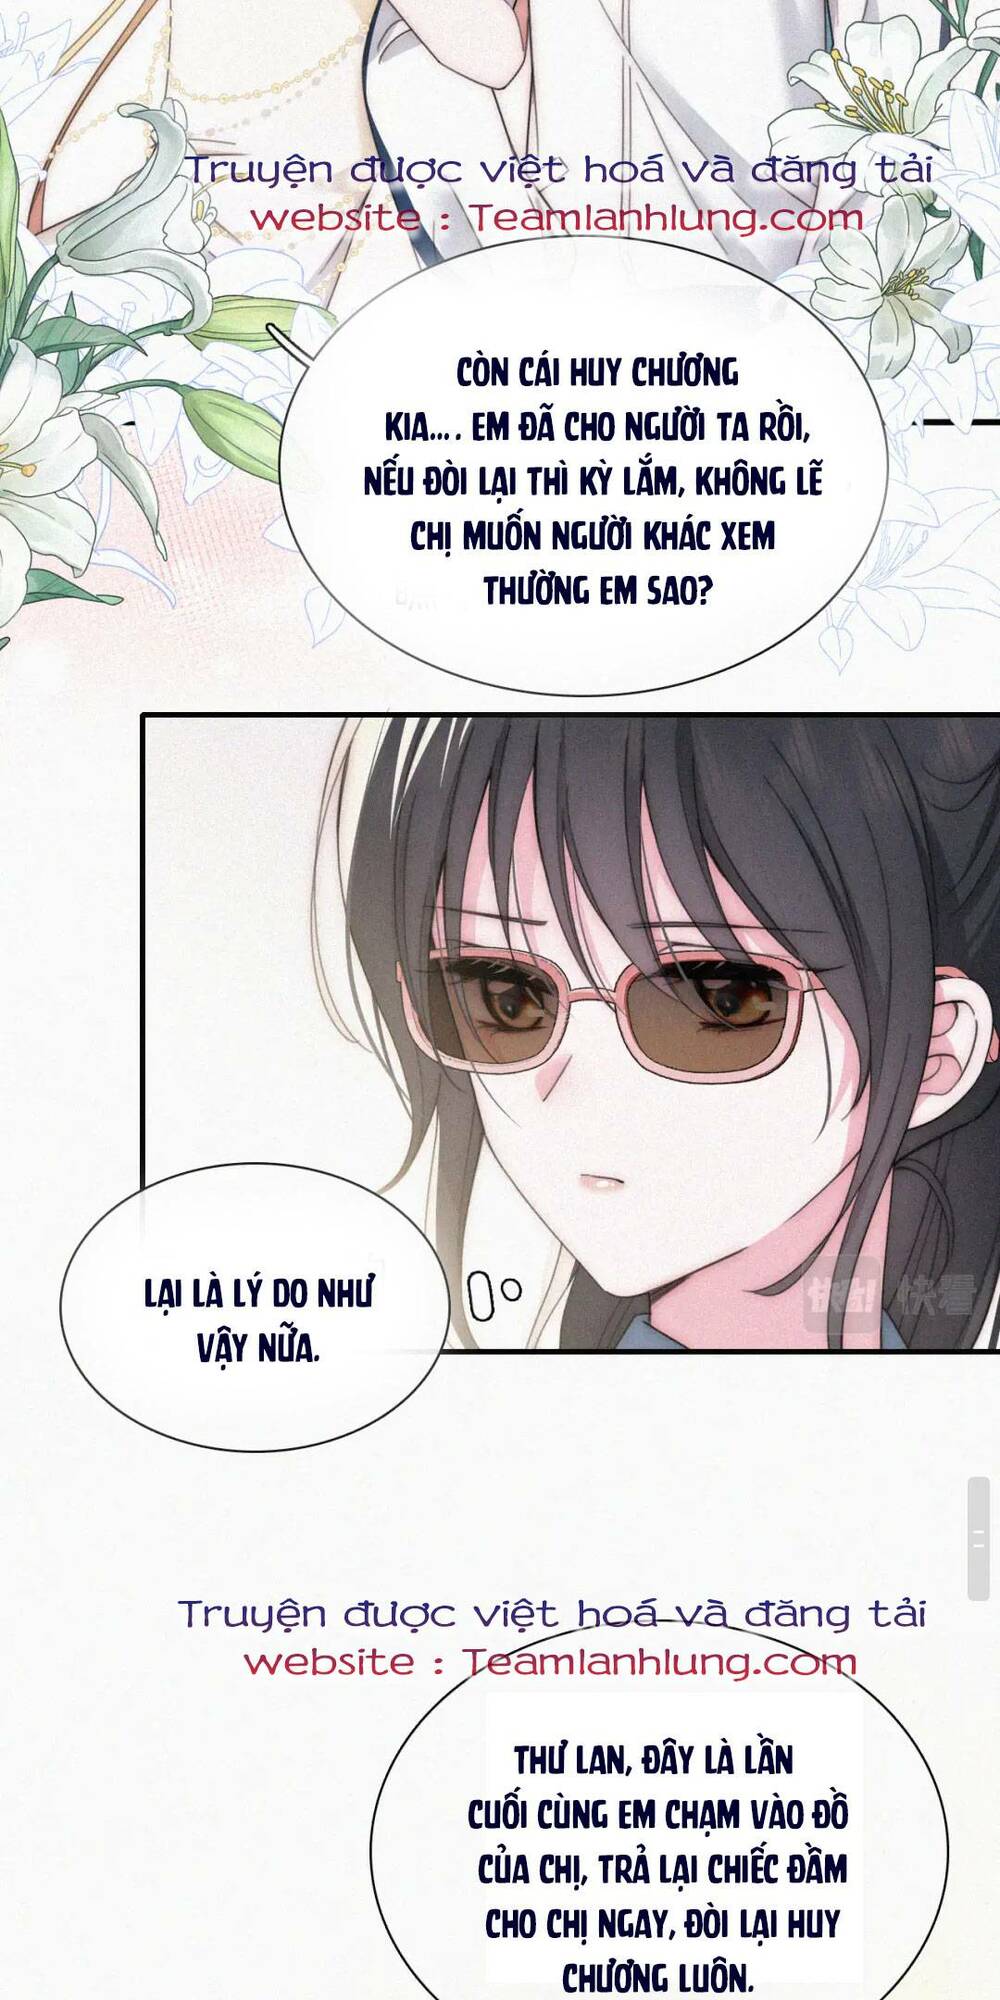 Truyện được việt hoá và đăng tải
website : Teamlanhlung.com
CÒN CÁI HUY CHƯƠNG
KIA.... EM ĐÃ CHO NGƯỜI TA RỒI,
NẾU ĐÒI LẠI THÌ KỲ LẮM, KHÔNG LẼ
CHỊ MUỐN NGƯỜI KHÁC XEM
THƯỜNG EM SAO?
快看! 快看
LẠI LÀ LÝ DO NHƯ
VẬY NỮA.
Truyện được việt hoá và đăng tải
website : Teamlanhlung.com
THƯ LAN, ĐÂY LÀ LẦN
CUỐI CÙNG EM CHẠM VÀO ĐỒ
CỦA CHỊ, TRẢ LẠI CHIẾC ĐẦM
CHO CHỊ NGAY, ĐÒI LẠI HUY
CHƯƠNG LUÔN.